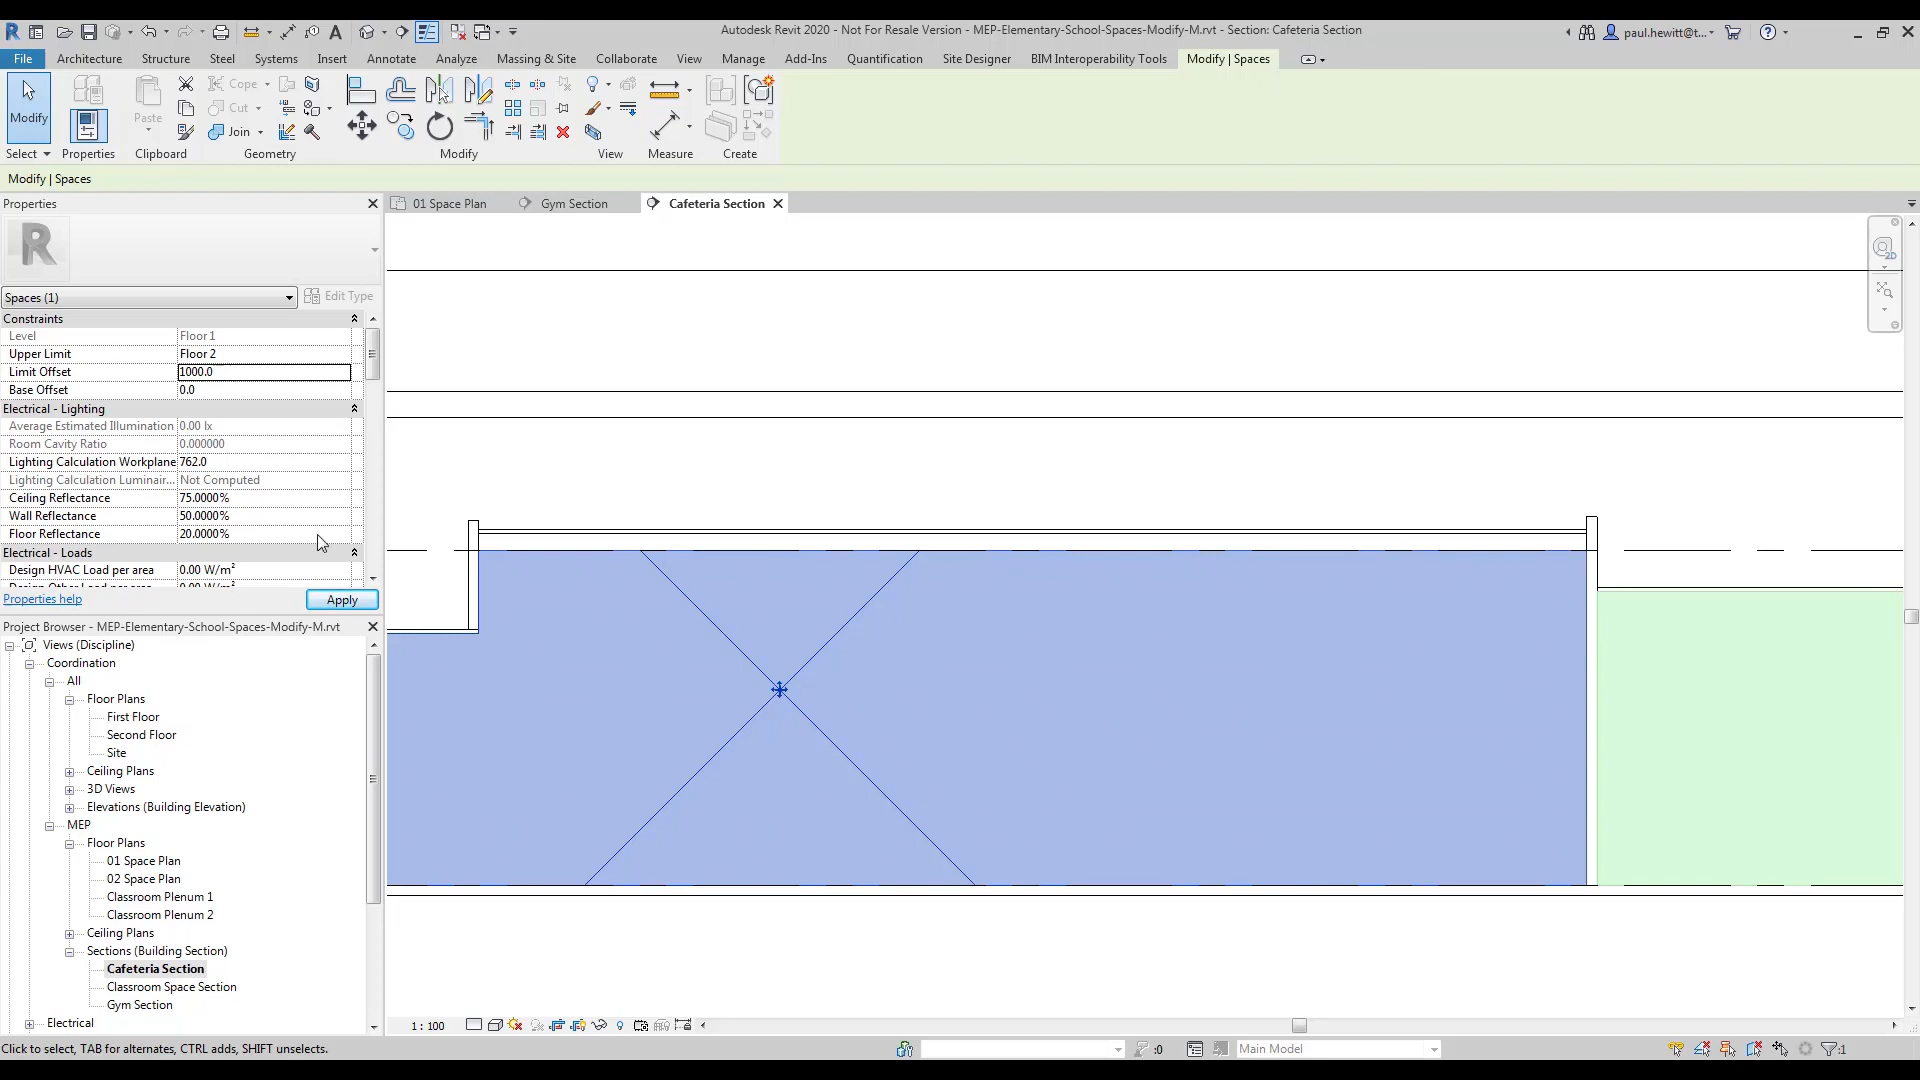 Autodesk Revit 2020 - Not For Resale Version - MEP-Elementary-School-Spaces-Modify-M.rvt - Section: Cafeteria Section
paul.hewitt@t...
File Architecture Structure Steel Systems Insert Annotate Analyze Massing & Site Collaborate View Manage Add-Ins Quantification Site Designer BIM Interoperability Tools Modify | Spaces
Modify Paste Cope Cut Join
Select Properties Clipboard Geometry Modify View Measure Create
Modify | Spaces
Properties
01 Space Plan Gym Section Cafeteria Section
2D
R
Spaces (1) Edit Type
Constraints
Level Floor 1
Upper Limit Floor 2
Limit Offset 1000.0
Base Offset 0.0
Electrical - Lighting
Average Estimated Illumination 0.00 lx
Room Cavity Ratio 0.000000
Lighting Calculation Workplane 762.0
Lighting Calculation Luminair... Not Computed
Ceiling Reflectance 75.0000%
Wall Reflectance 50.0000%
Floor Reflectance 20.0000%
Electrical - Loads
Design HVAC Load per area 0.00 W/m²
Design Other Load per area 0.00 W/m²
Properties help Apply
Project Browser - MEP-Elementary-School-Spaces-Modify-M.rvt
Views (Discipline)
Coordination
All
Floor Plans
First Floor
Second Floor
Site
Ceiling Plans
3D Views
Elevations (Building Elevation)
MEP
Floor Plans
01 Space Plan
02 Space Plan
Classroom Plenum 1
Classroom Plenum 2
Ceiling Plans
Sections (Building Section)
Cafeteria Section
Classroom Space Section
Gym Section
Electrical
1 : 100
Click to select, TAB for alternates, CTRL adds, SHIFT unselects.
:0
Main Model
:1